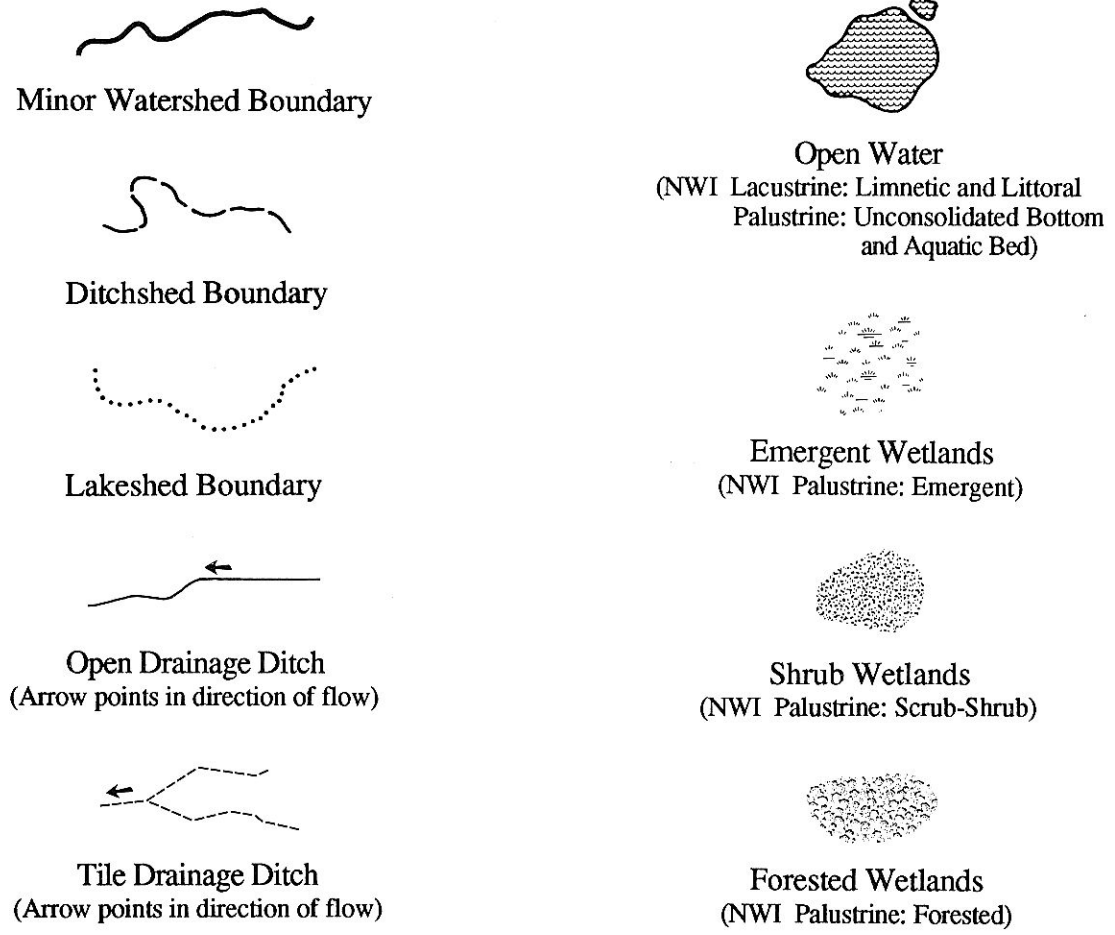 Minor Watershed Boundary
Ditchshed Boundary
Lakeshed Boundary
Open Drainage Ditch
(Arrow points in direction of flow)
Tile Drainage Ditch
(Arrow points in direction of flow)
Open Water
(NWI Lacustrine: Limnetic and Littoral
Palustrine: Unconsolidated Bottom
and Aquatic Bed)
Emergent Wetlands
(NWI Palustrine: Emergent)
Shrub Wetlands
(NWI Palustrine: Scrub-Shrub)
Forested Wetlands
(NWI Palustrine: Forested)